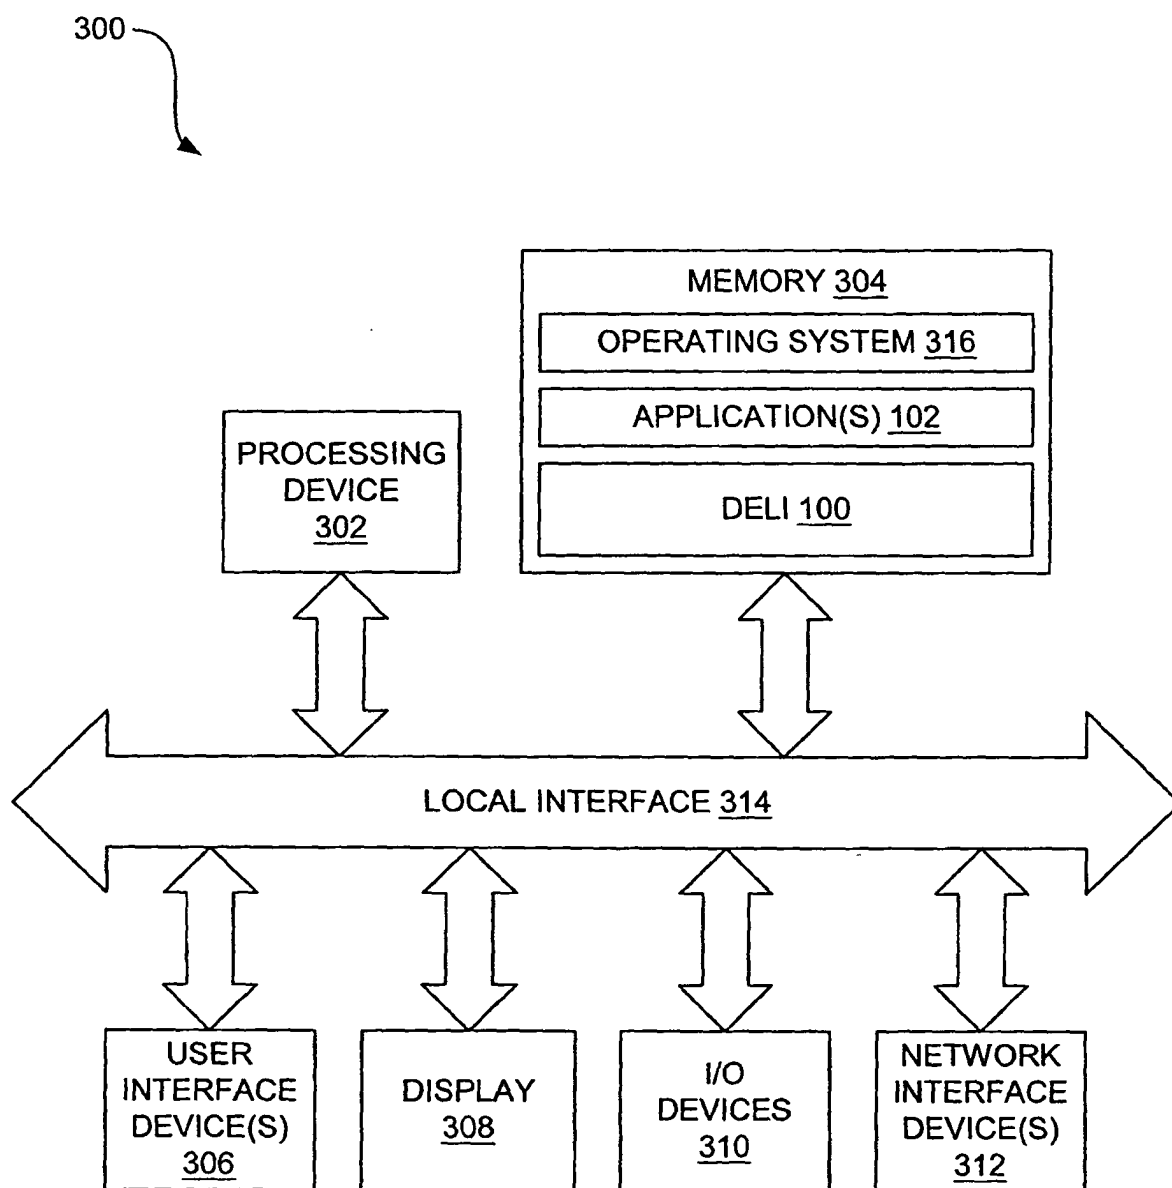 300
MEMORY 304
OPERATING SYSTEM 316
APPLICATION(S) 102
DELI 100
PROCESSING
DEVICE
302
LOCAL INTERFACE 314
USER
INTERFACE
DEVICE(S)
306
DISPLAY
308
I/O
DEVICES
310
NETWORK
INTERFACE
DEVICE(S)
312